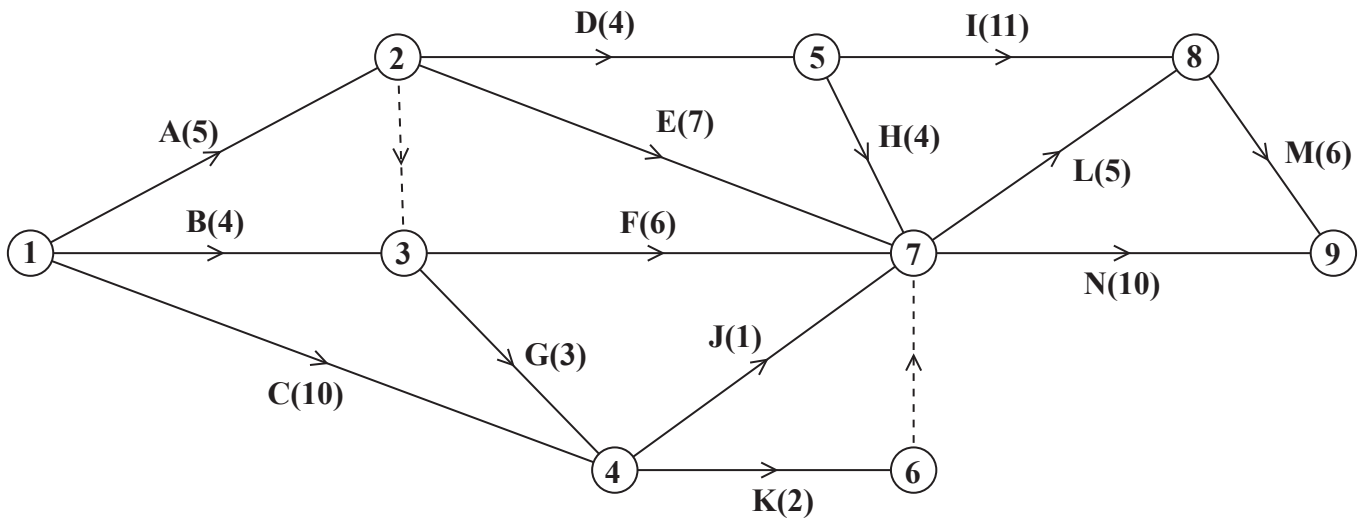 D(4)
I(11)
2
5
8
A(5)
E(7)
H(4)
L(5)
M(6)
B(4)
F(6)
1
3
7
9
N(10)
J(1)
G(3)
C(10)
4
6
K(2)